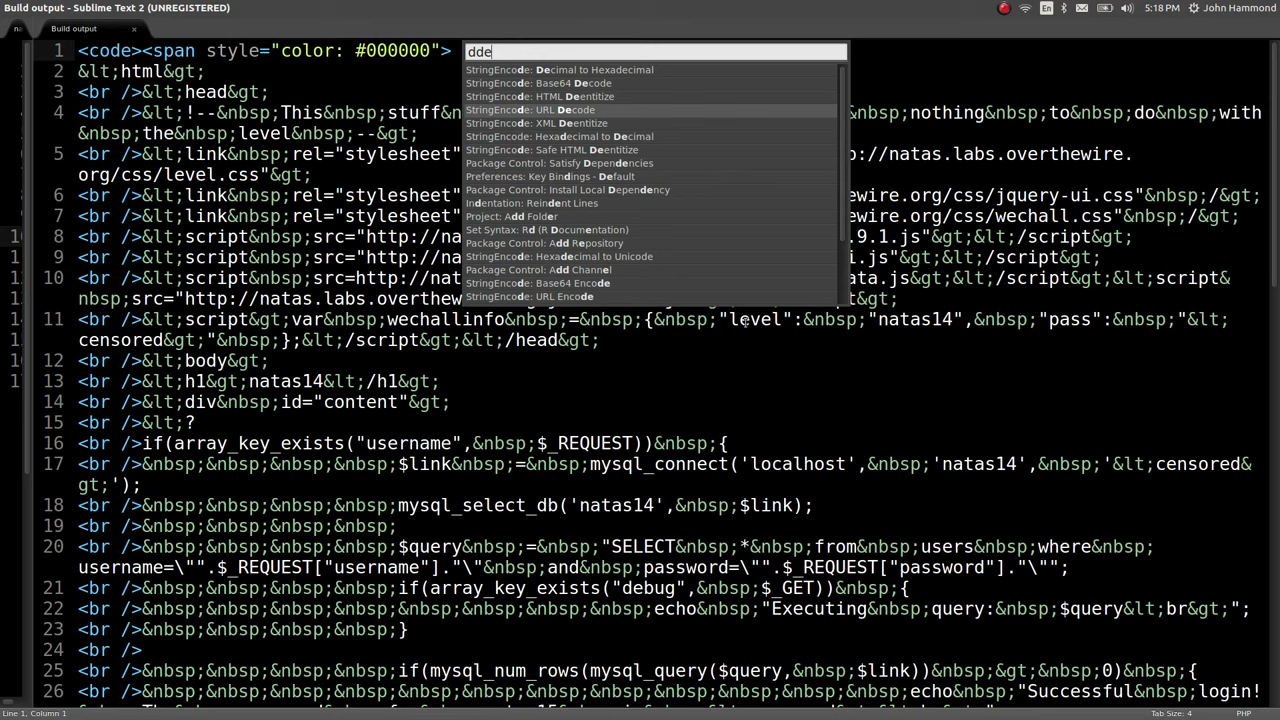 Build output - Sublime Text 2 (UNREGISTERED)
En
5:18 PM
John Hammond
na
Build output
dde
StringEncode: Decimal to Hexadecimal
StringEncode: Base64 Decode
StringEncode: HTML Deentitize
StringEncode: URL Decode
StringEncode: XML Deentitize
StringEncode: Hexadecimal to Decimal
StringEncode: Safe HTML Deentitize
Package Control: Satisfy Dependencies
Preferences: Key Bindings - Default
Package Control: Install Local Dependency
Indentation: Reindent Lines
Project: Add Folder
Set Syntax: Rd (R Documentation)
Package Control: Add Repository
StringEncode: Hexadecimal to Unicode
Package Control: Add Channel
StringEncode: Base64 Encode
StringEncode: URL Encode
1 <code><span style="color: #000000">
2 &lt;html&gt;
3 <br />&lt;head&gt;
4 <br />&lt;!--&nbsp;This&nbsp;stuff& nothing&nbsp;to&nbsp;do&nbsp;with
&nbsp;the&nbsp;level&nbsp;--&gt;
5 <br />&lt;link&nbsp;rel="stylesheet" p://natas.labs.overthewire.
org/css/level.css"&gt;
6 <br />&lt;link&nbsp;rel="stylesheet" ewire.org/css/jquery-ui.css"&nbsp;/&gt;
7 <br />&lt;link&nbsp;rel="stylesheet" ewire.org/css/wechall.css"&nbsp;/&gt;
8 <br />&lt;script&nbsp;src="http://na .9.1.js"&gt;&lt;/script&gt;
9 <br />&lt;script&nbsp;src="http://na i.js"&gt;&lt;/script&gt;
10 <br />&lt;script&nbsp;src=http://nat ata.js&gt;&lt;/script&gt;&lt;script&
nbsp;src="http://natas.labs.overthew t&gt;
11 <br />&lt;script&gt;var&nbsp;wechallinfo&nbsp;=&nbsp;{&nbsp;"level":&nbsp;"natas14",&nbsp;"pass":&nbsp;"&lt;
censored&gt;"&nbsp;};&lt;/script&gt;&lt;/head&gt;
12 <br />&lt;body&gt;
13 <br />&lt;h1&gt;natas14&lt;/h1&gt;
14 <br />&lt;div&nbsp;id="content"&gt;
15 <br />&lt;?
16 <br />if(array_key_exists("username",&nbsp;$_REQUEST))&nbsp;{
17 <br />&nbsp;&nbsp;&nbsp;&nbsp;$link&nbsp;=&nbsp;mysql_connect('localhost',&nbsp;'natas14',&nbsp;'&lt;censored&
gt;');
18 <br />&nbsp;&nbsp;&nbsp;&nbsp;mysql_select_db('natas14',&nbsp;$link);
19 <br />&nbsp;&nbsp;&nbsp;&nbsp;
20 <br />&nbsp;&nbsp;&nbsp;&nbsp;$query&nbsp;=&nbsp;"SELECT&nbsp;*&nbsp;from&nbsp;users&nbsp;where&nbsp;
username=\"".$_REQUEST["username"]."\"&nbsp;and&nbsp;password=\"".$_REQUEST["password"]."\"";
21 <br />&nbsp;&nbsp;&nbsp;&nbsp;if(array_key_exists("debug",&nbsp;$_GET))&nbsp;{
22 <br />&nbsp;&nbsp;&nbsp;&nbsp;&nbsp;&nbsp;&nbsp;&nbsp;echo&nbsp;"Executing&nbsp;query:&nbsp;$query&lt;br&gt;";
23 <br />&nbsp;&nbsp;&nbsp;&nbsp;}
24 <br />
25 <br />&nbsp;&nbsp;&nbsp;&nbsp;if(mysql_num_rows(mysql_query($query,&nbsp;$link))&nbsp;&gt;&nbsp;0)&nbsp;{
26 <br />&nbsp;&nbsp;&nbsp;&nbsp;&nbsp;&nbsp;&nbsp;&nbsp;&nbsp;&nbsp;&nbsp;&nbsp;echo&nbsp;"Successful&nbsp;login!
Line 1, Column 1
Tab Size: 4
PHP